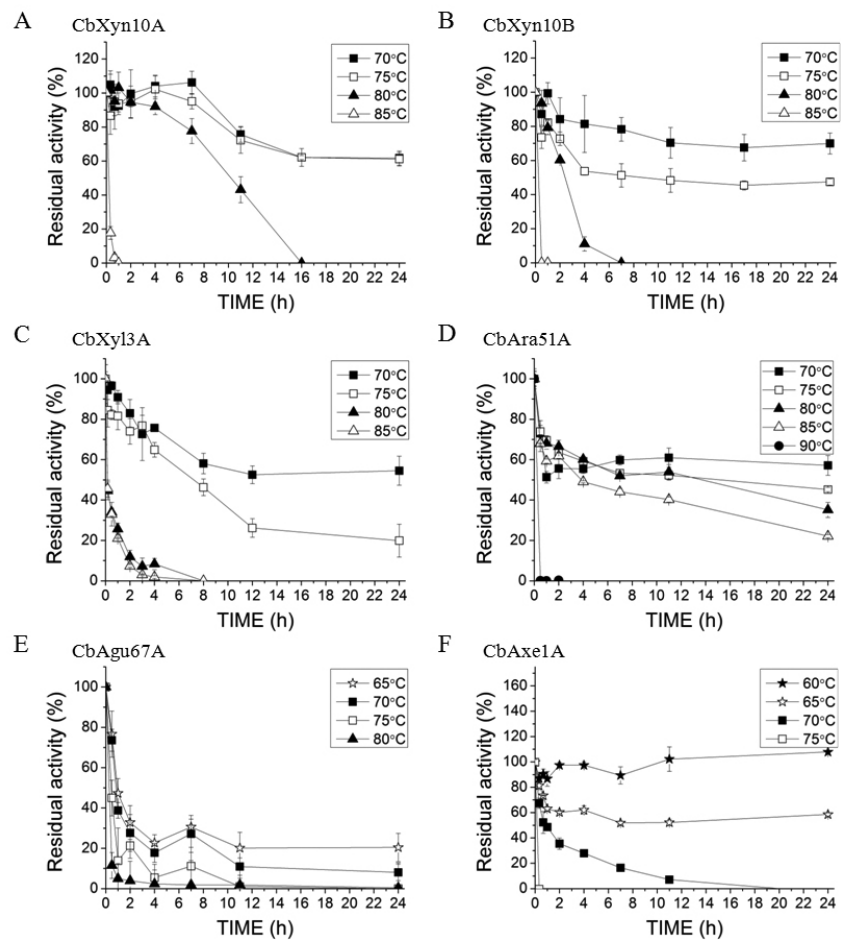 A
CbXyn10A
Residual activity (%)
120
100
80
60
40
20
0
70°C
75°C
80°C
85°C
0 2 4 6 8 10 12 14 16 18 20 22 24
TIME (h)
B
CbXyn10B
Residual activity (%)
120
100
80
60
40
20
0
70°C
75°C
80°C
85°C
0 2 4 6 8 10 12 14 16 18 20 22 24
TIME (h)
C
CbXyl3A
Residual activity (%)
100
80
60
40
20
0
70°C
75°C
80°C
85°C
0 2 4 6 8 10 12 14 16 18 20 22 24
TIME (h)
D
CbAra51A
Residual activity (%)
100
80
60
40
20
0
70°C
75°C
80°C
85°C
90°C
0 2 4 6 8 10 12 14 16 18 20 22 24
TIME (h)
E
CbAgu67A
Residual activity (%)
100
80
60
40
20
0
65°C
70°C
75°C
80°C
0 2 4 6 8 10 12 14 16 18 20 22 24
TIME (h)
F
CbAxe1A
Residual activity (%)
160
140
120
100
80
60
40
20
0
60°C
65°C
70°C
75°C
0 2 4 6 8 10 12 14 16 18 20 22 24
TIME (h)